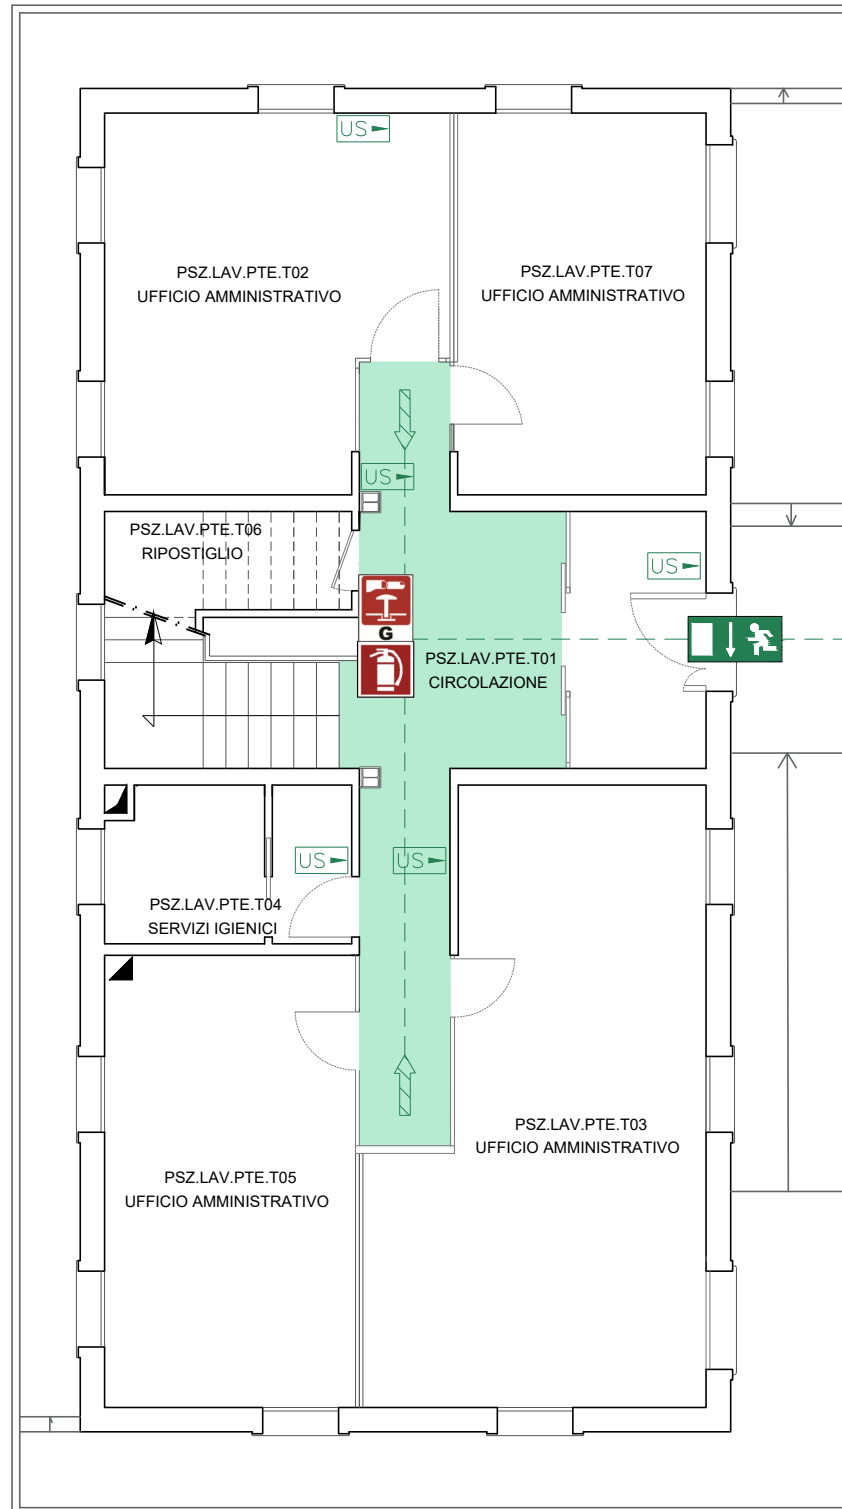 US
PSZ.LAV.PTE.T02
UFFICIO AMMINISTRATIVO
PSZ.LAV.PTE.T07
UFFICIO AMMINISTRATIVO
US
PSZ.LAV.PTE.T06
RIPOSTIGLIO
US
G
PSZ.LAV.PTE.T01
CIRCOLAZIONE
US
US
PSZ.LAV.PTE.T04
SERVIZI IGIENICI
PSZ.LAV.PTE.T03
UFFICIO AMMINISTRATIVO
PSZ.LAV.PTE.T05
UFFICIO AMMINISTRATIVO